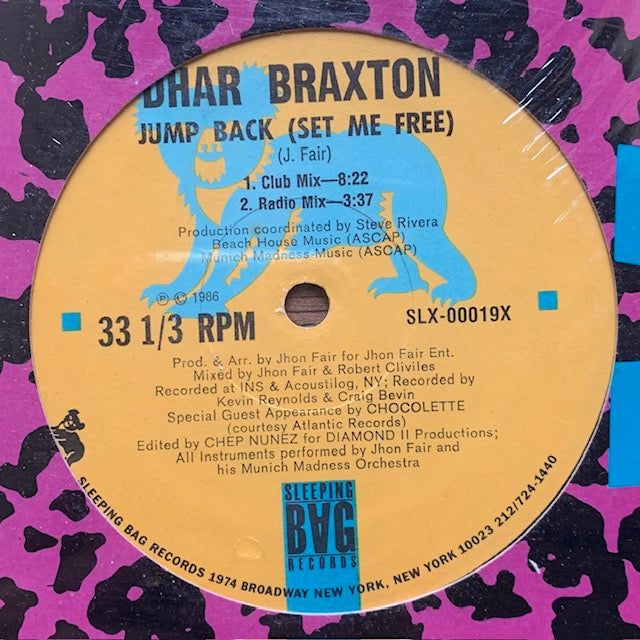 DHAR BRAXTON
JUMP BACK (SET ME FREE)
(J. Fair)
1. Club Mix—8:22
2. Radio Mix—3:37
Production coordinated by Steve Rivera
Beach House Music (ASCAP)
Munich Madness Music (ASCAP)
℗ © 1986
33 1/3 RPM
SLX-00019X
Prod. & Arr. by Jhon Fair for Jhon Fair Ent.
Mixed by Jhon Fair & Robert Cliviles
Recorded at INS & Acoustilog, NY; Recorded by
Kevin Reynolds & Craig Bevin
Special Guest Appearance by CHOCOLETTE
(courtesy Atlantic Records)
Edited by CHEP NUNEZ for DIAMOND II Productions;
All Instruments performed by Jhon Fair and
his Munich Madness Orchestra
SLEEPING
BAG
RECORDS
SLEEPING BAG RECORDS 1974 BROADWAY NEW YORK, NEW YORK 10023 212/724-1440